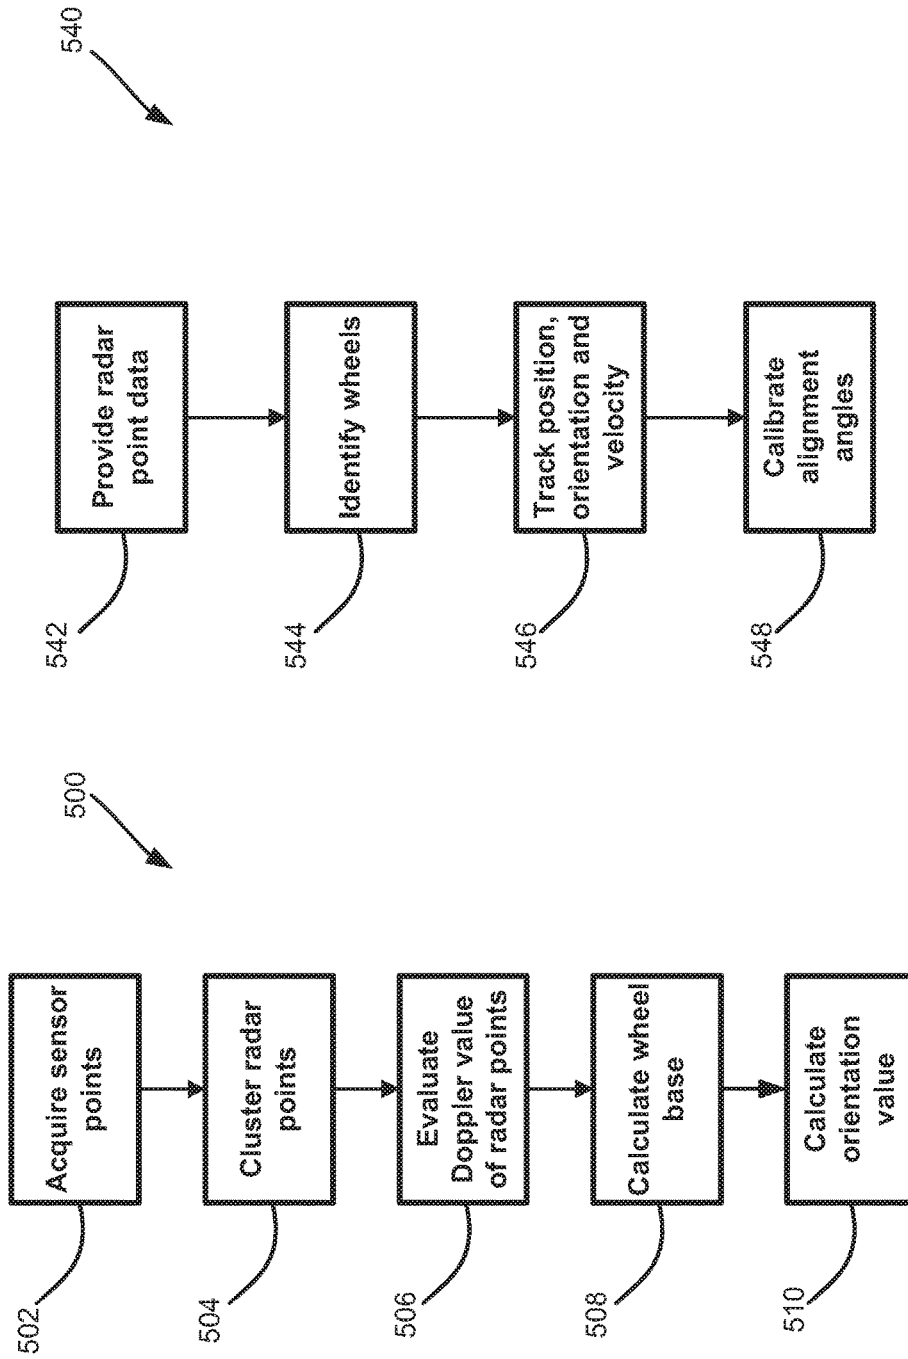 500
502
Acquire sensor
points
504
Cluster radar
points
506
Evaluate
Doppler value
of radar points
508
Calculate wheel
base
510
Calculate
orientation
value
540
542
Provide radar
point data
544
Identify wheels
546
Track position,
orientation and
velocity
548
Calibrate
alignment
angles